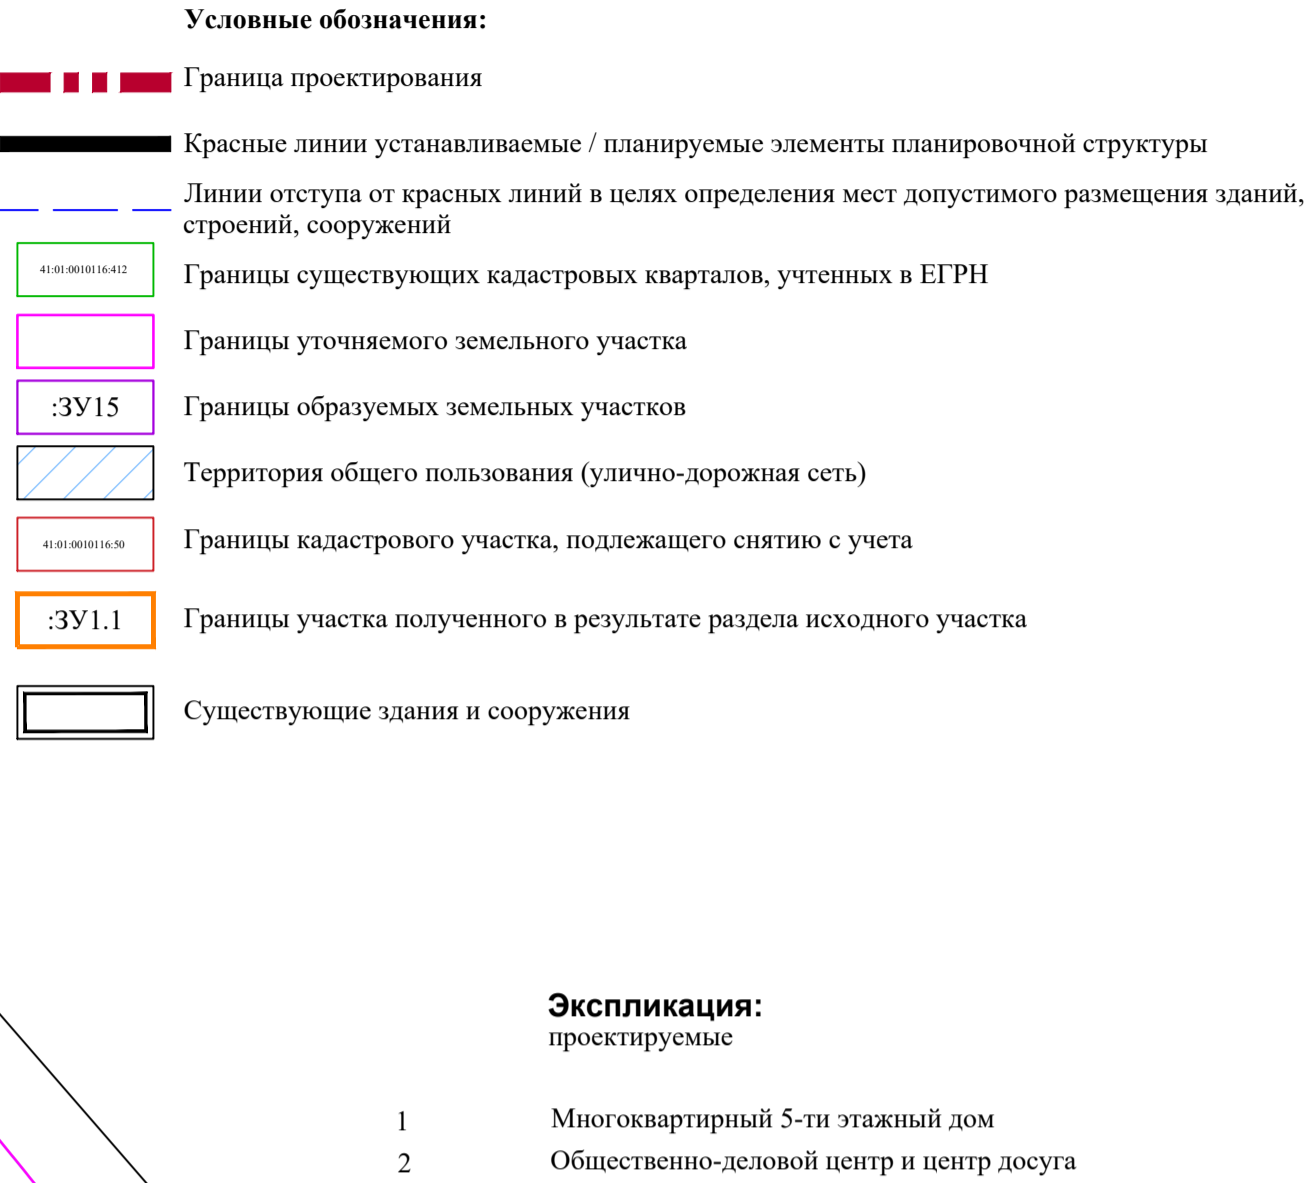 Условные обозначения:
Граница проектирования
Красные линии устанавливаемые / планируемые элементы планировочной структуры
Линии отступа от красных линий в целях определения мест допустимого размещения зданий,
строений, сооружений
41:01:0010116:412
Границы существующих кадастровых кварталов, учтенных в ЕГРН
Границы уточняемого земельного участка
:ЗУ15
Границы образуемых земельных участков
Территория общего пользования (улично-дорожная сеть)
41:01:0010116:50
Границы кадастрового участка, подлежащего снятию с учета
:ЗУ1.1
Границы участка полученного в результате раздела исходного участка
Существующие здания и сооружения
Экспликация:
проектируемые
1 Многоквартирный 5-ти этажный дом
2 Общественно-деловой центр и центр досуга